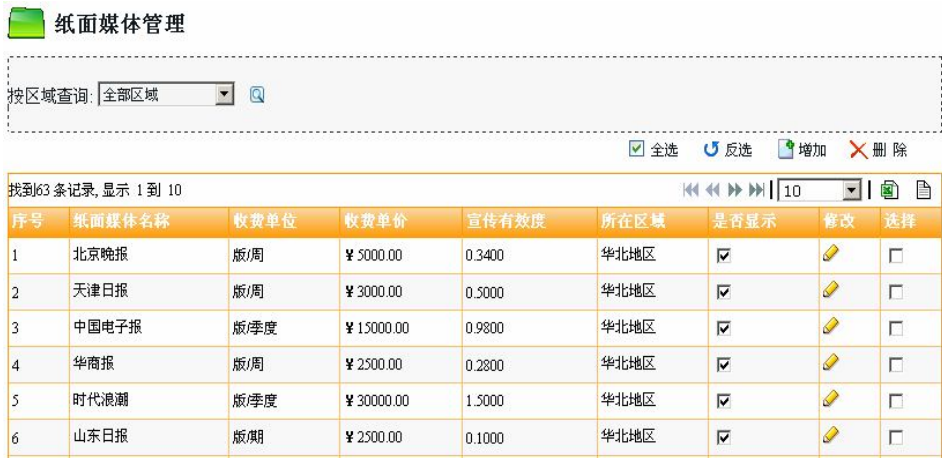 纸面媒体管理
按区域查询: 全部区域
全选 反选 增加 删 除
找到63 条记录, 显示 1 到 10 10
序号 纸面媒体名称 收费单位 收费单价 宣传有效度 所在区域 是否显示 修改 选择
1 北京晚报 版/周 ¥ 5000.00 0.3400 华北地区
2 天津日报 版/周 ¥ 3000.00 0.5000 华北地区
3 中国电子报 版/季度 ¥ 15000.00 0.9800 华北地区
4 华商报 版/周 ¥ 2500.00 0.2800 华北地区
5 时代浪潮 版/季度 ¥ 30000.00 1.5000 华北地区
6 山东日报 版/期 ¥ 2500.00 0.1000 华北地区